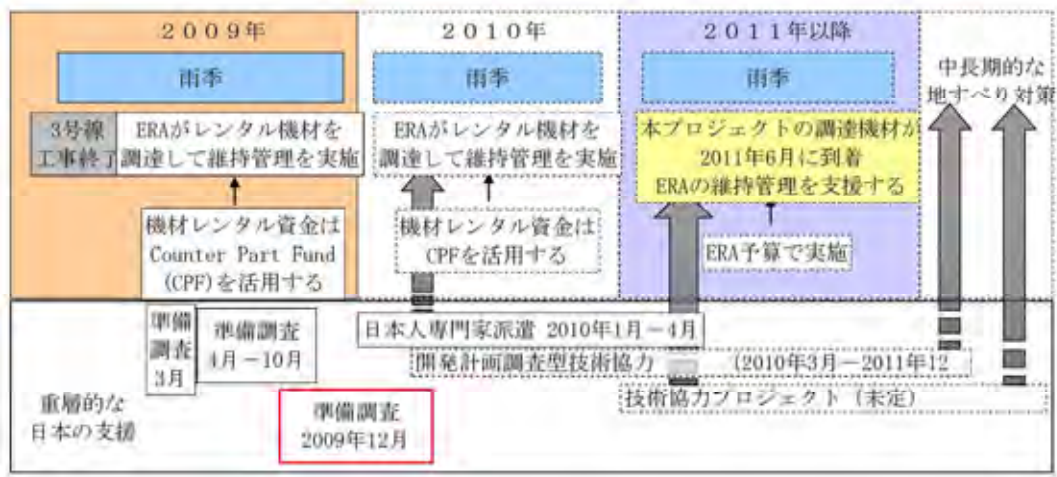 2009年
2010年
2011年以降
雨季
雨季
雨季
中長期的な
地すべり対策
3号線
工事終了
ERAがレンタル機材を
調達して維持管理を実施
ERAがレンタル機材を
調達して維持管理を実施
本プロジェクトの調達機材が
2011年6月に到着
ERAの維持管理を支援する
機材レンタル資金は
Counter Part Fund
(CPF)を活用する
機材レンタル資金は
CPFを活用する
ERA予算で実施
準備
調査
3月
準備調査
4月－10月
日本人専門家派遣 2010年1月－4月
開発計画調査型技術協力 (2010年3月－2011年12
技術協力プロジェクト (未定)
重層的な
日本の支援
準備調査
2009年12月